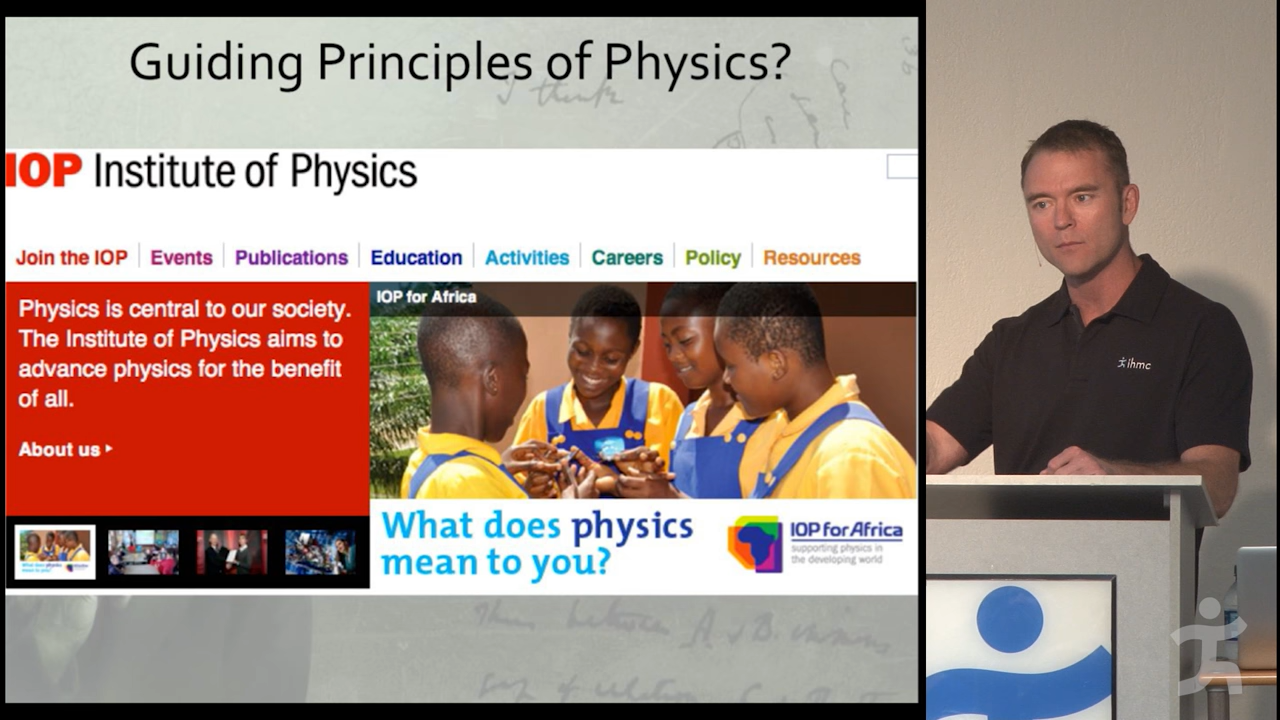 Guiding Principles of Physics?
I think
IOP Institute of Physics
Join the IOP Events Publications Education Activities Careers Policy Resources
Physics is central to our society.
The Institute of Physics aims to
advance physics for the benefit
of all.
About us
IOP for Africa
What does physics
mean to you?
IOP for Africa
supporting physics in
the developing world
ihmc